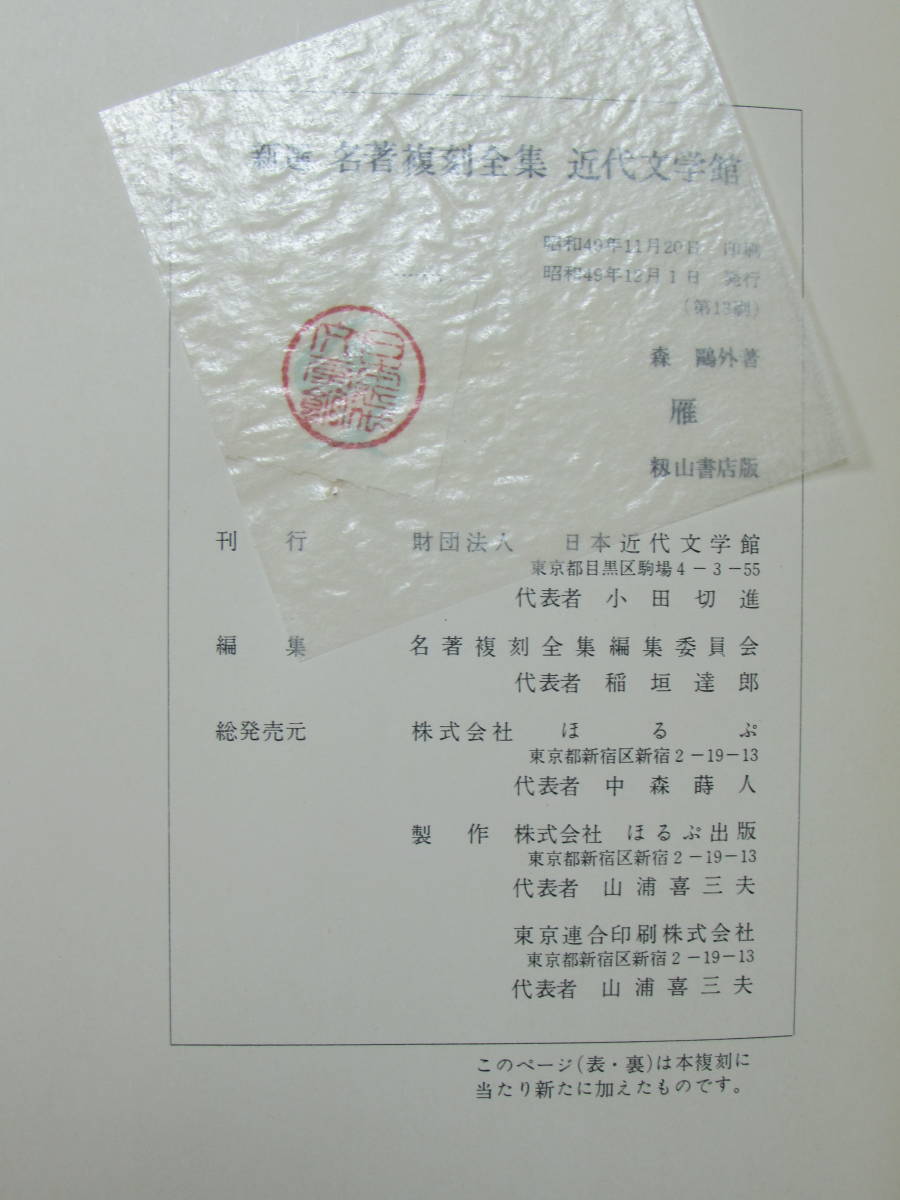 新選 名著複刻全集 近代文学館
昭和49年11月20日 印刷
昭和49年12月1日 発行
(第13刷)
森 鷗外著
雁
籾山書店版
刊行 財団法人 日本近代文学館
東京都目黒区駒場4-3-55
代表者 小田切進
編集 名著複刻全集編集委員会
代表者 稲垣達郎
総発売元 株式会社 ほるぷ
東京都新宿区新宿2-19-13
代表者 中森蒔人
製作 株式会社 ほるぷ出版
東京都新宿区新宿2-19-13
代表者 山浦喜三夫
東京連合印刷株式会社
東京都新宿区新宿2-19-13
代表者 山浦喜三夫
このページ(表・裏)は本複刻に
当たり新たに加えたものです。